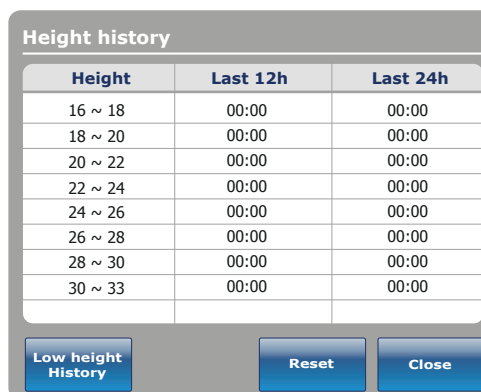 Height history
Height Last 12h Last 24h
16 ~ 18 00:00 00:00
18 ~ 20 00:00 00:00
20 ~ 22 00:00 00:00
22 ~ 24 00:00 00:00
24 ~ 26 00:00 00:00
26 ~ 28 00:00 00:00
28 ~ 30 00:00 00:00
30 ~ 33 00:00 00:00
Low height
History
Reset
Close